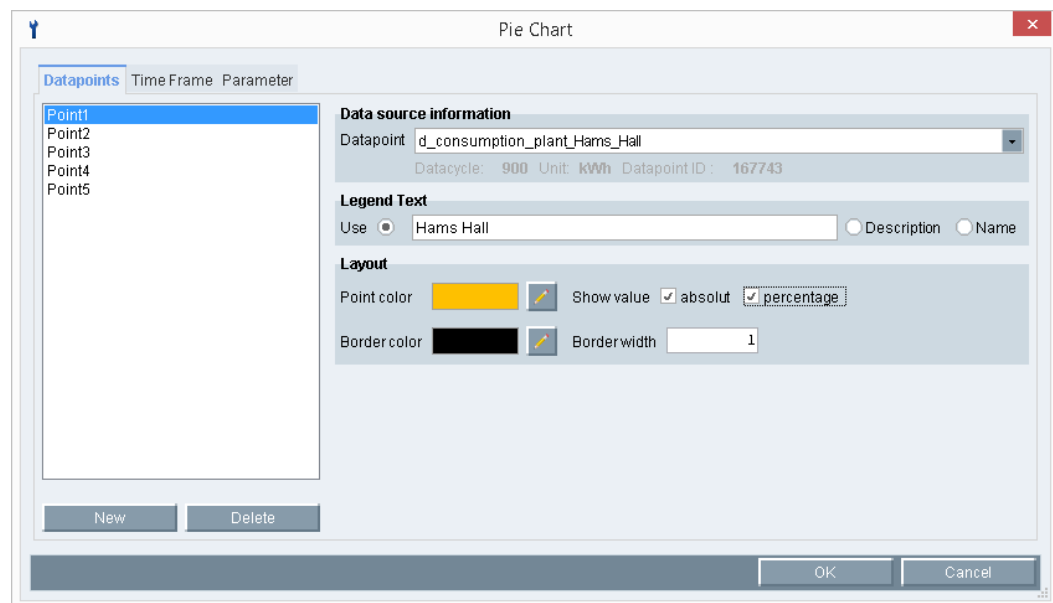 Pie Chart
Datapoints Time Frame Parameter
Point1
Point2
Point3
Point4
Point5
New Delete
Data source information
Datapoint d_consumption_plant_Hams_Hall
Datacycle: 900 Unit: kWh Datapoint ID : 167743
Legend Text
Use Hams Hall Description Name
Layout
Point color Show value absolut percentage
Border color Border width 1
OK Cancel